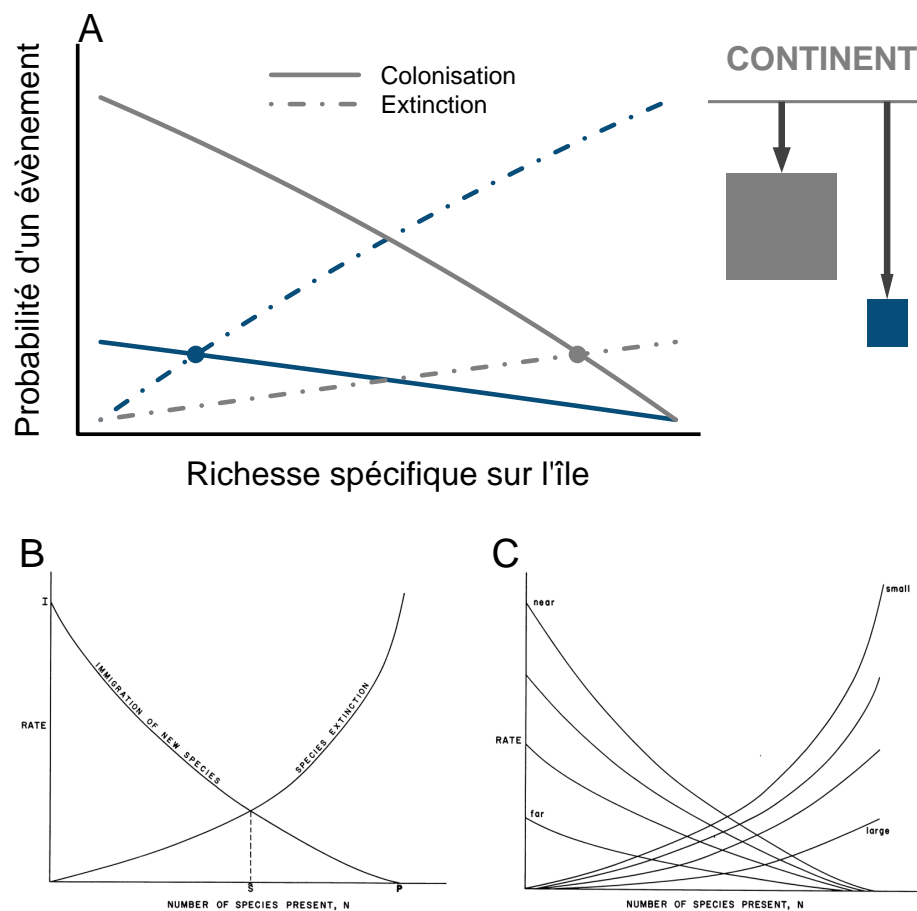 A
CONTINENT
Colonisation
Extinction
Probabilité d'un évènement
Richesse spécifique sur l'île
B
I
IMMIGRATION OF NEW SPECIES
SPECIES EXTINCTION
RATE
S
P
NUMBER OF SPECIES PRESENT, N
C
near
small
RATE
far
large
NUMBER OF SPECIES PRESENT, N